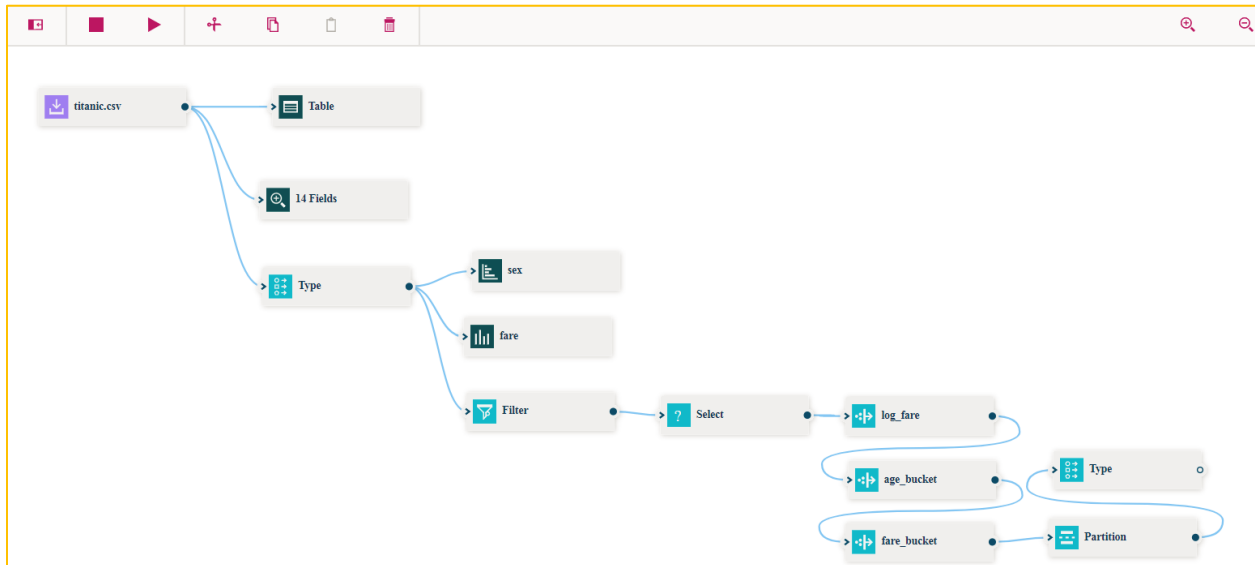 titanic.csv
Table
14 Fields
Type
sex
fare
Filter
Select
log_fare
age_bucket
Type
fare_bucket
Partition